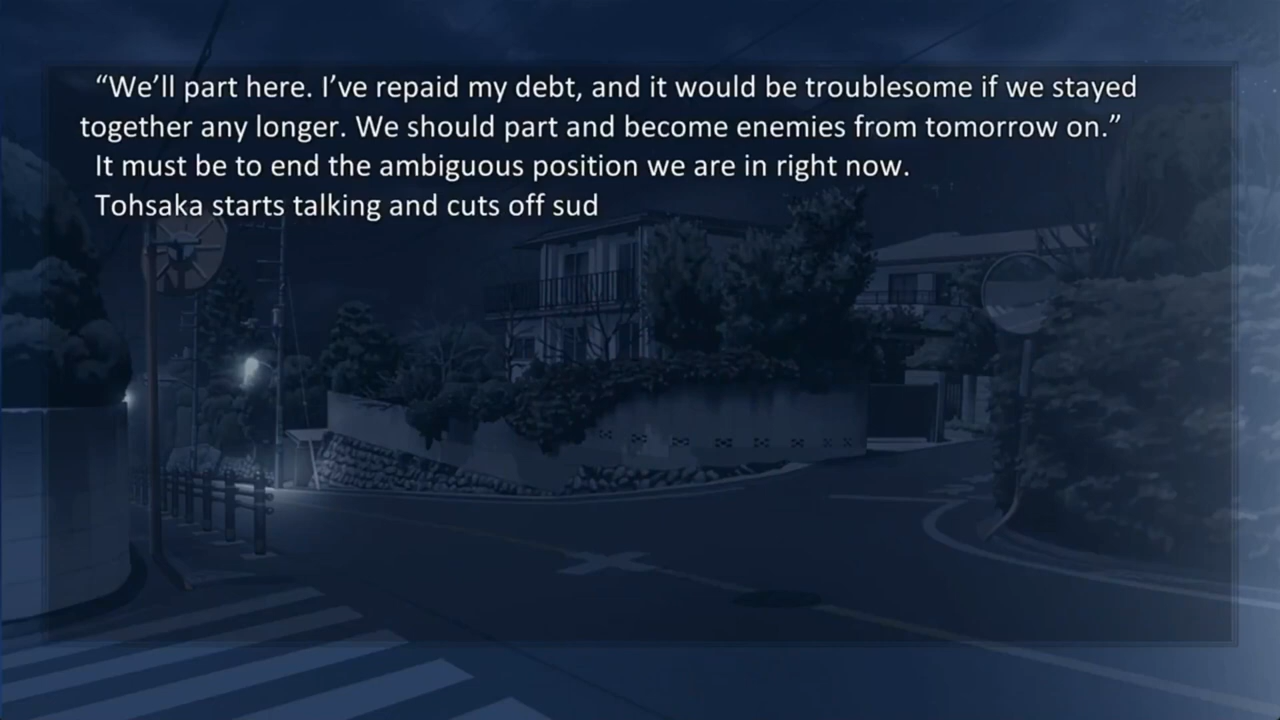 “We’ll part here. I’ve repaid my debt, and it would be troublesome if we stayed
together any longer. We should part and become enemies from tomorrow on.”
It must be to end the ambiguous position we are in right now.
Tohsaka starts talking and cuts off sud